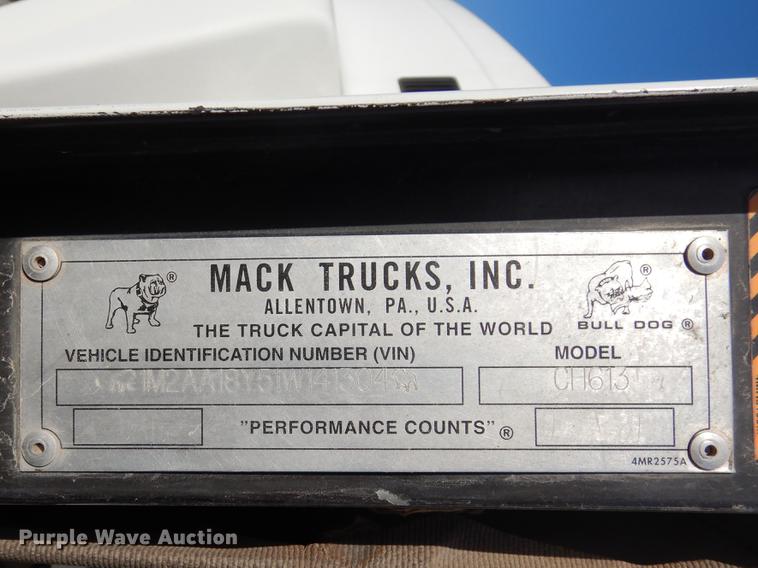 MACK TRUCKS, INC.
ALLENTOWN, PA., U.S.A.
THE TRUCK CAPITAL OF THE WORLD
®
®
BULL DOG ®
VEHICLE IDENTIFICATION NUMBER (VIN)
MODEL
CH613
"PERFORMANCE COUNTS" ®
4MR2575A
Purple Wave Auction